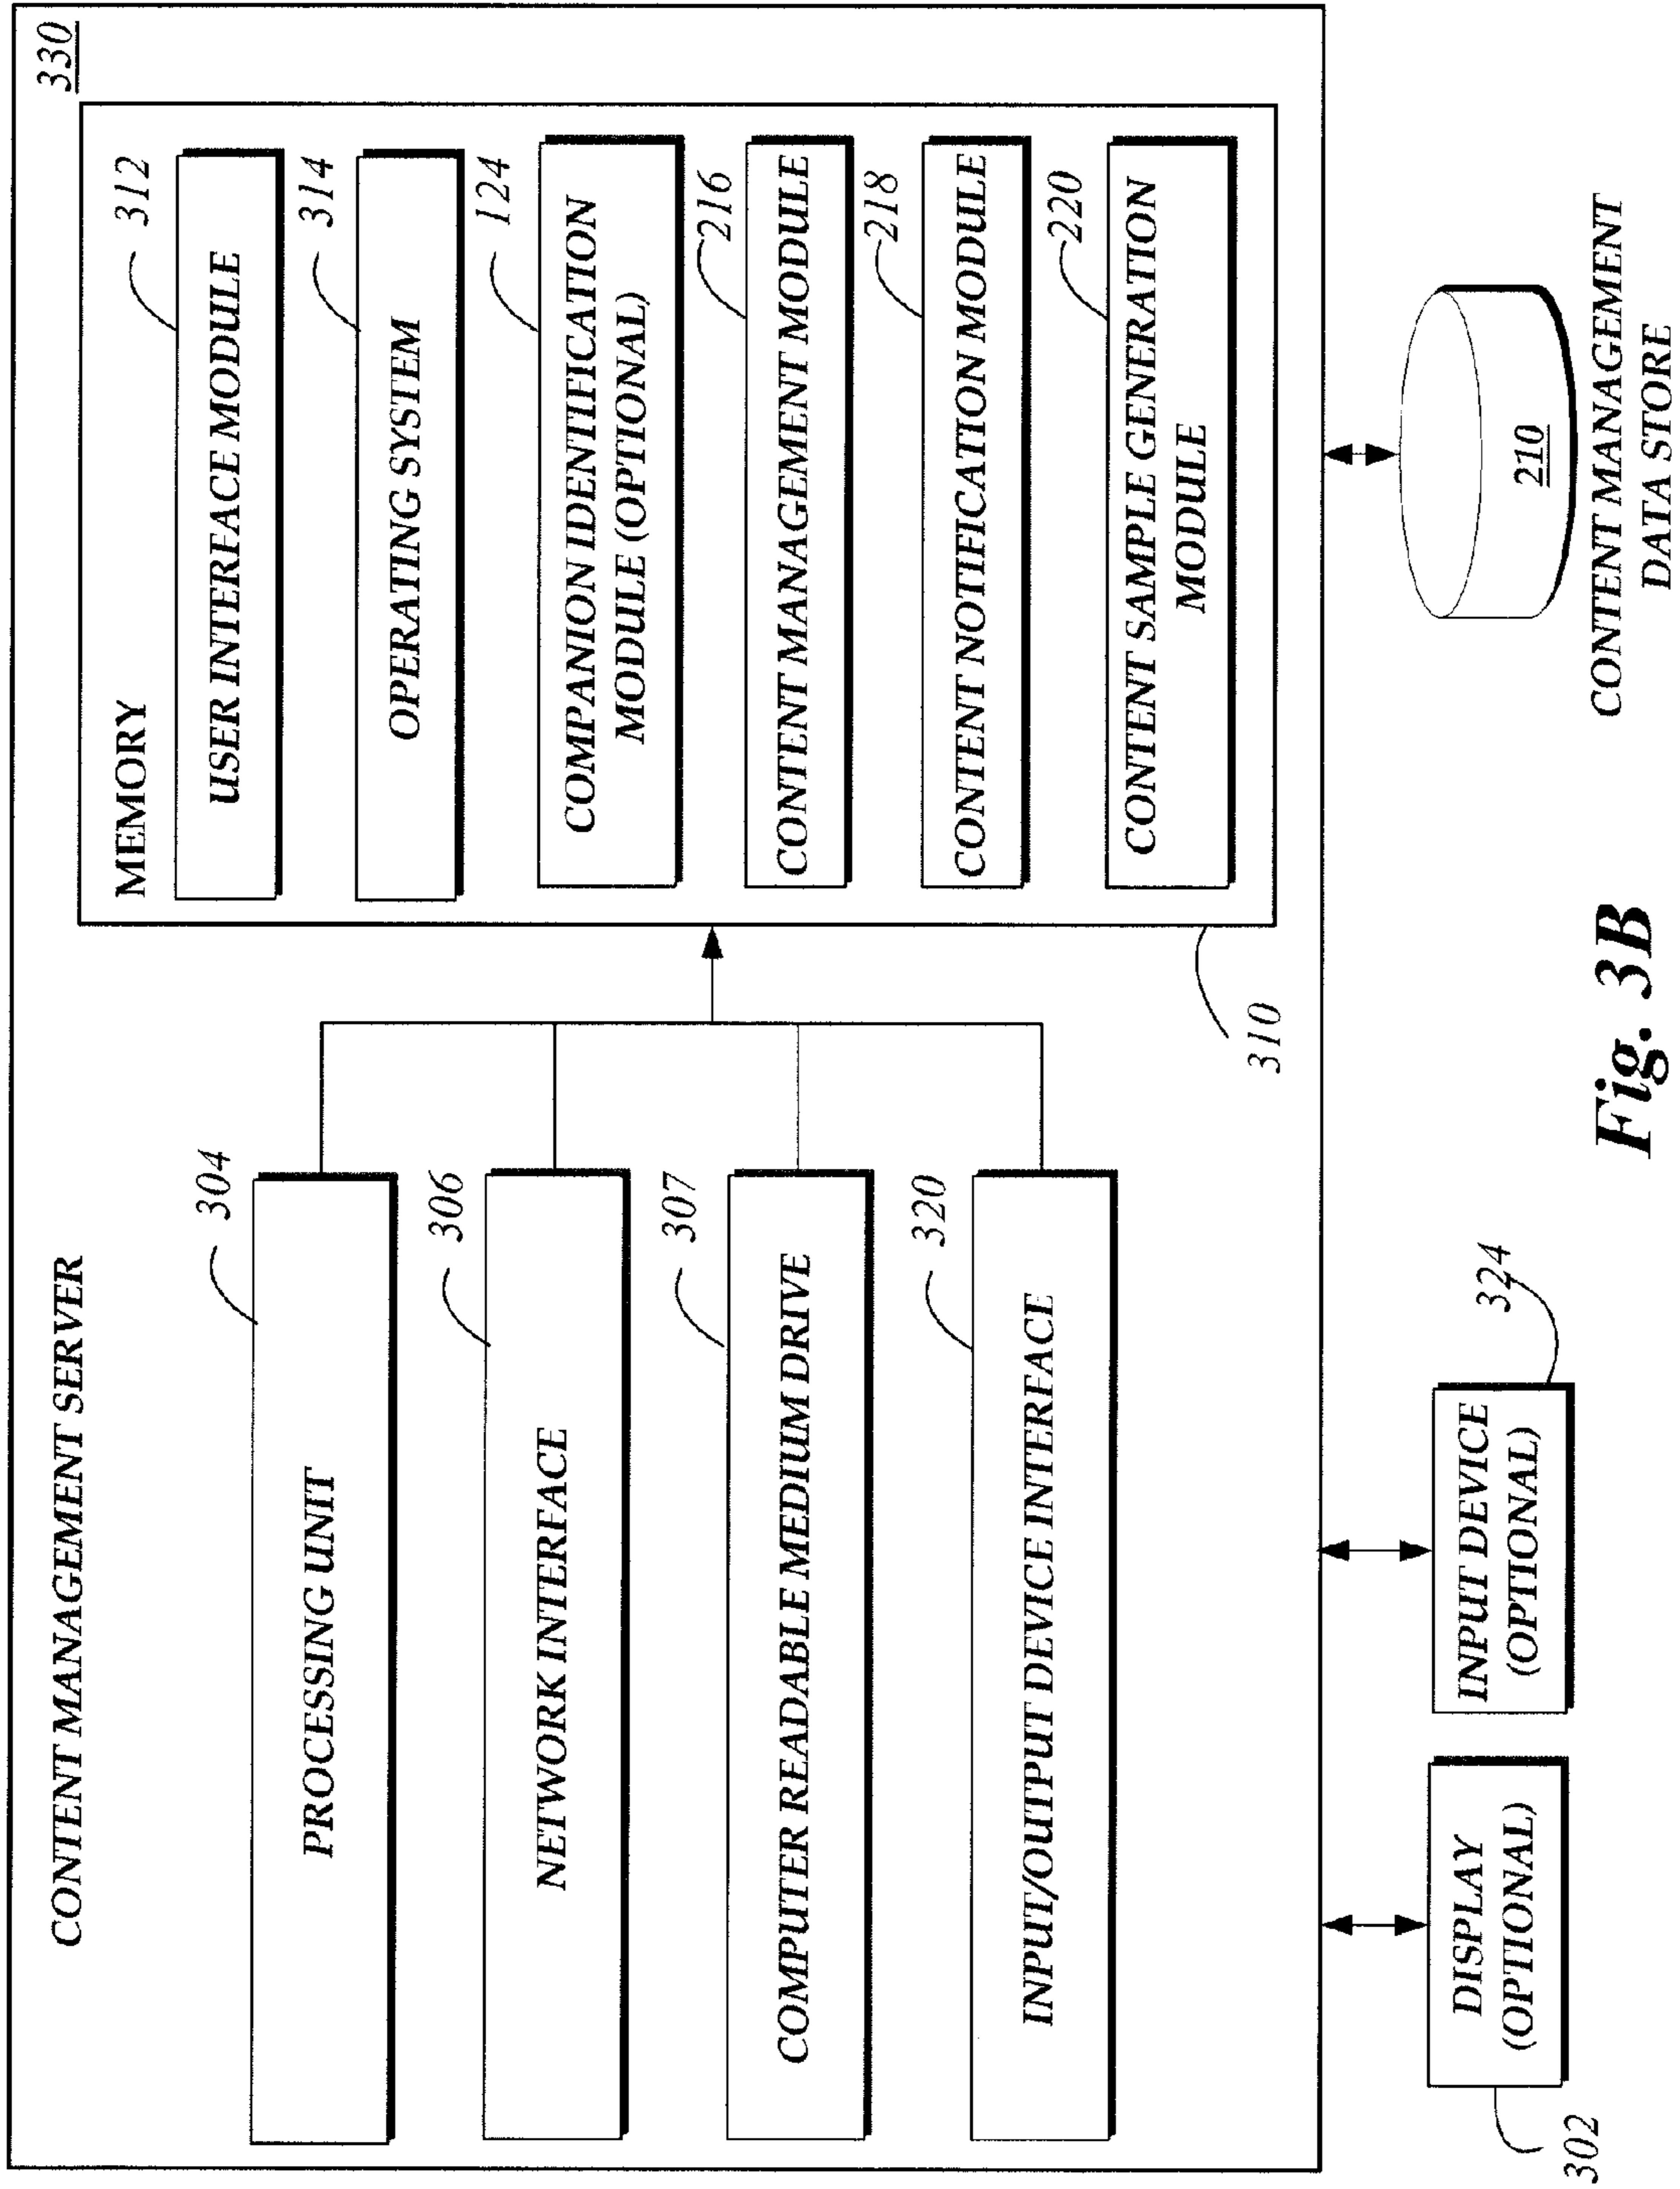 330
CONTENT MANAGEMENT SERVER
304
PROCESSING UNIT
306
NETWORK INTERFACE
307
COMPUTER READABLE MEDIUM DRIVE
320
INPUT/OUTPUT DEVICE INTERFACE
MEMORY
312
USER INTERFACE MODULE
314
OPERATING SYSTEM
124
COMPANION IDENTIFICATION
MODULE (OPTIONAL)
216
CONTENT MANAGEMENT MODULE
218
CONTENT NOTIFICATION MODULE
220
CONTENT SAMPLE GENERATION
MODULE
310
302
DISPLAY
(OPTIONAL)
324
INPUT DEVICE
(OPTIONAL)
210
CONTENT MANAGEMENT
DATA STORE
Fig. 3B